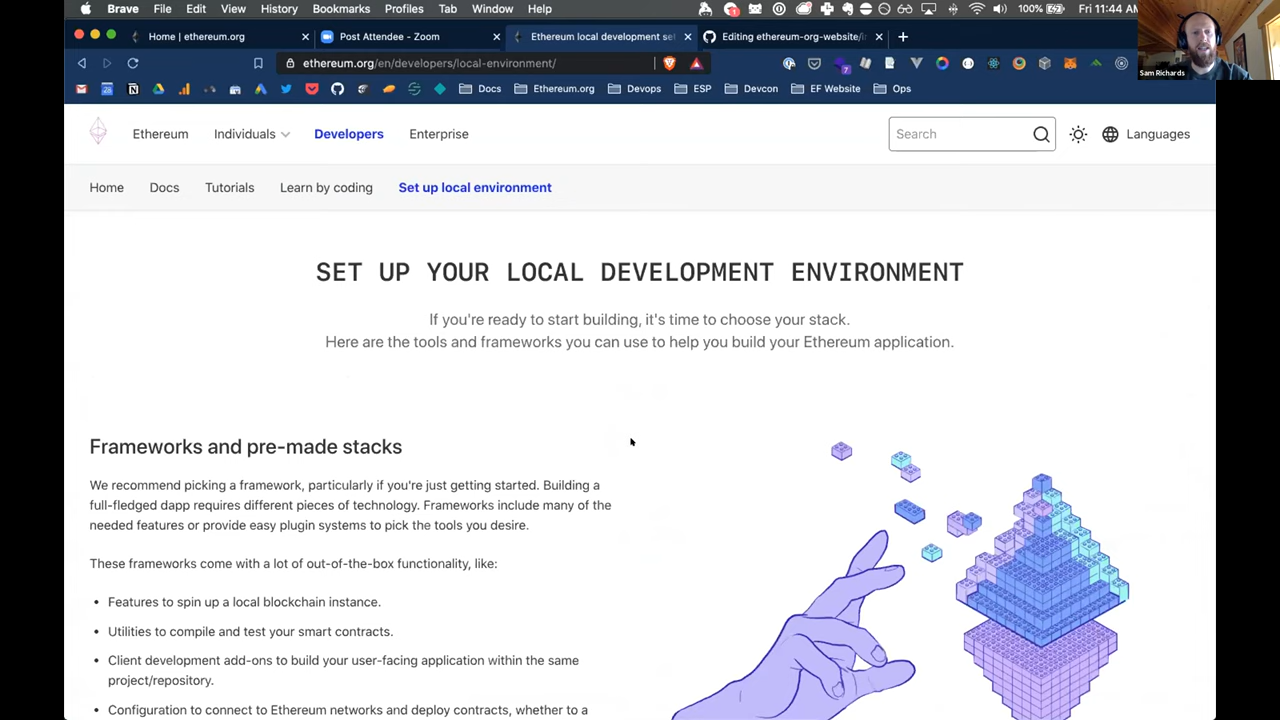 Brave File Edit View History Bookmarks Profiles Tab Window Help 100% Fri 11:44 AM
Home | ethereum.org
Post Attendee - Zoom
Ethereum local development set
Editing ethereum-org-website/i
ethereum.org/en/developers/local-environment/
Docs Ethereum.org Devops ESP Devcon EF Website Ops
Sam Richards
Ethereum Individuals Developers Enterprise Search Languages
Home Docs Tutorials Learn by coding Set up local environment
SET UP YOUR LOCAL DEVELOPMENT ENVIRONMENT
If you're ready to start building, it's time to choose your stack.
Here are the tools and frameworks you can use to help you build your Ethereum application.
Frameworks and pre-made stacks
We recommend picking a framework, particularly if you're just getting started. Building a
full-fledged dapp requires different pieces of technology. Frameworks include many of the
needed features or provide easy plugin systems to pick the tools you desire.
These frameworks come with a lot of out-of-the-box functionality, like:
• Features to spin up a local blockchain instance.
• Utilities to compile and test your smart contracts.
• Client development add-ons to build your user-facing application within the same
project/repository.
• Configuration to connect to Ethereum networks and deploy contracts, whether to a